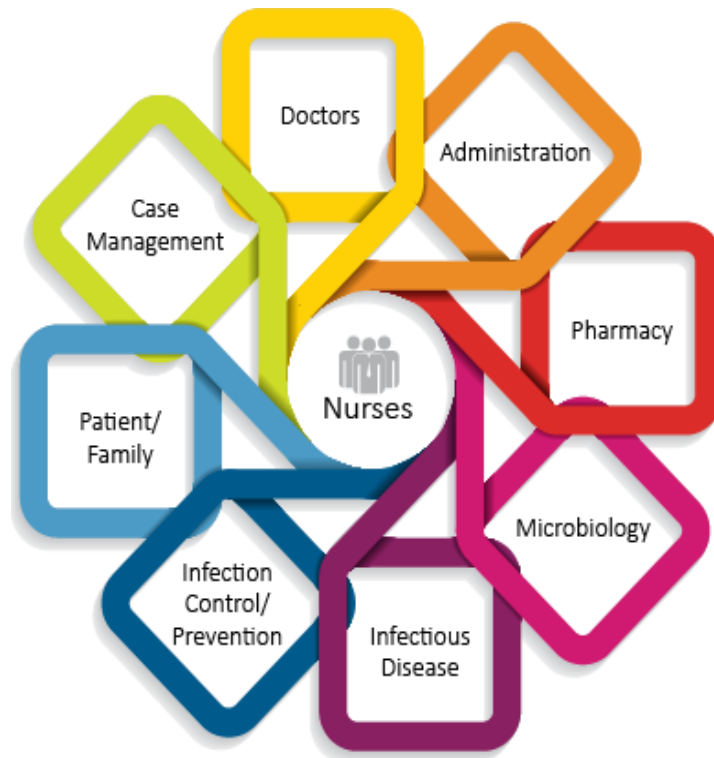 Doctors
Administration
Case
Management
Pharmacy
Nurses
Patient/
Family
Microbiology
Infection
Control/
Prevention
Infectious
Disease